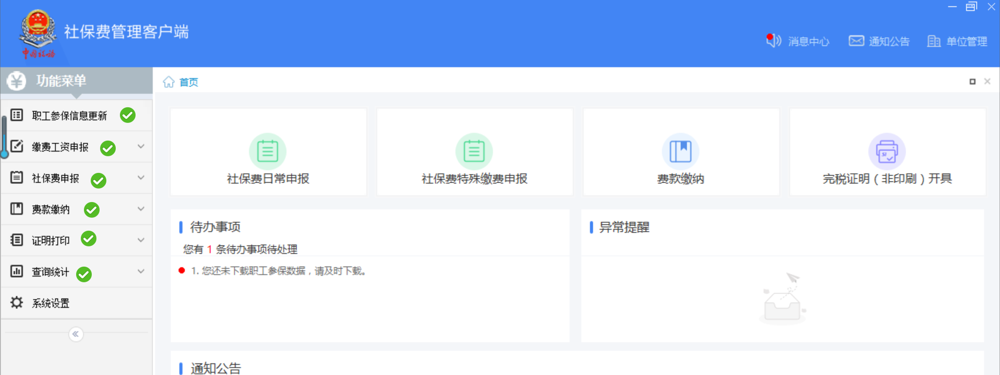 社保费管理客户端
中国税务
消息中心
通知公告
单位管理
功能菜单
首页
职工参保信息更新
缴费工资申报
社保费申报
费款缴纳
证明打印
查询统计
系统设置
社保费日常申报
社保费特殊缴费申报
费款缴纳
完税证明（非印刷）开具
待办事项
您有 1 条待办事项待处理
1. 您还未下载职工参保数据，请及时下载。
异常提醒
通知公告